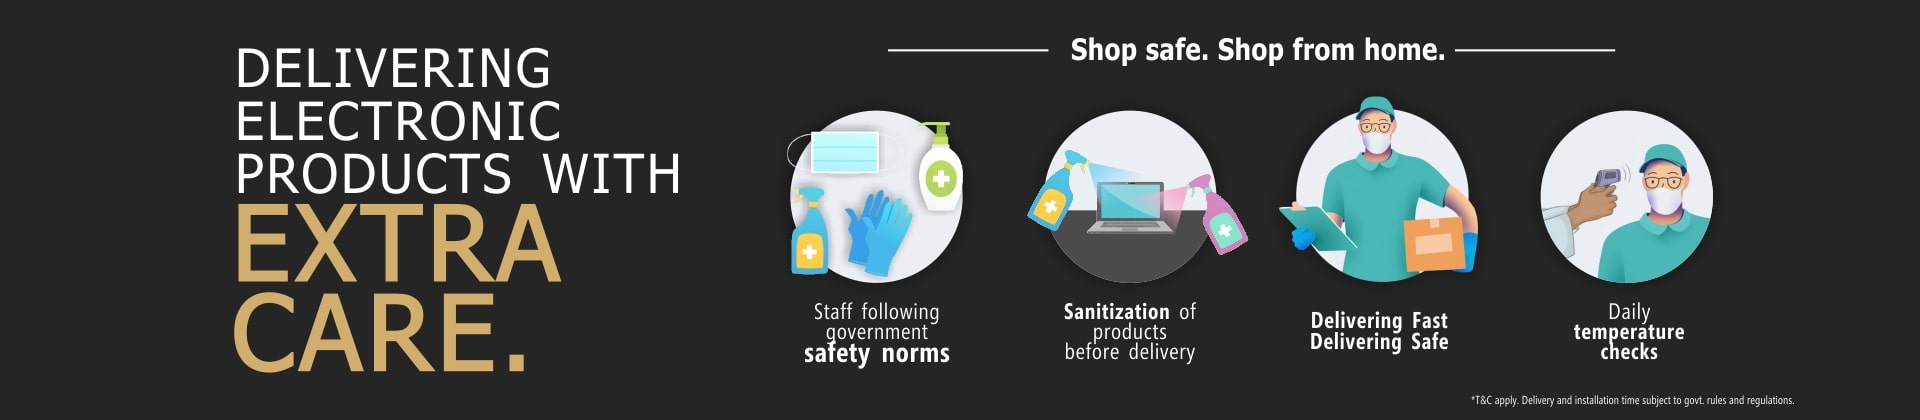 DELIVERING
ELECTRONIC
PRODUCTS WITH
EXTRA
CARE.
Shop safe. Shop from home.
Staff following
government
safety norms
Sanitization of
products
before delivery
Delivering Fast
Delivering Safe
Daily
temperature
checks
*T&C apply. Delivery and installation time subject to govt. rules and regulations.